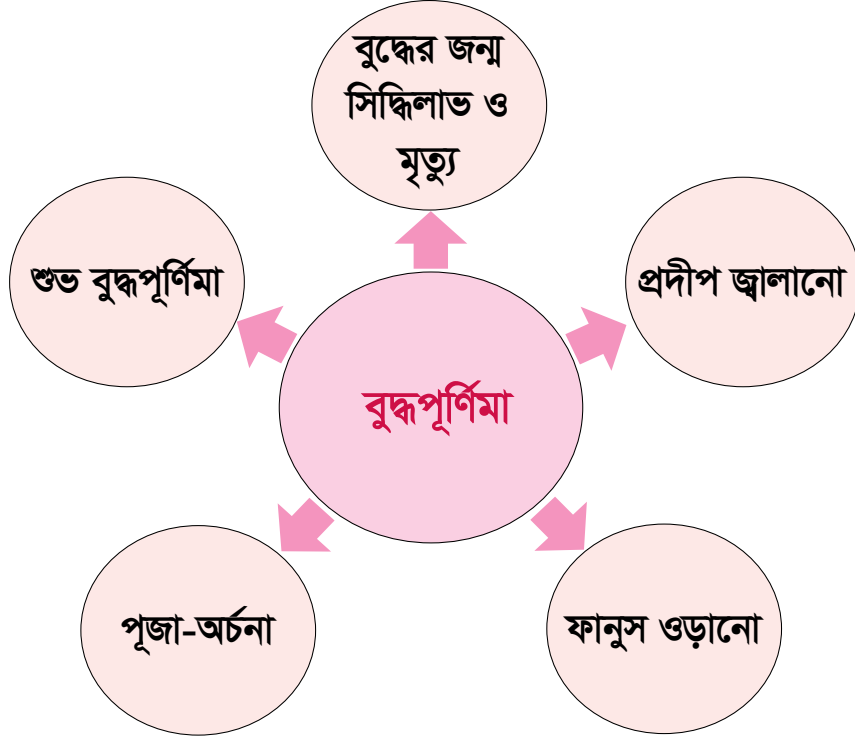 বুদ্ধের জন্ম
সিদ্ধিলাভ ও
মৃত্যু
শুভ বুদ্ধপূর্ণিমা
প্রদীপ জ্বালানো
বুদ্ধপূর্ণিমা
পূজা-অর্চনা
ফানুস ওড়ানো